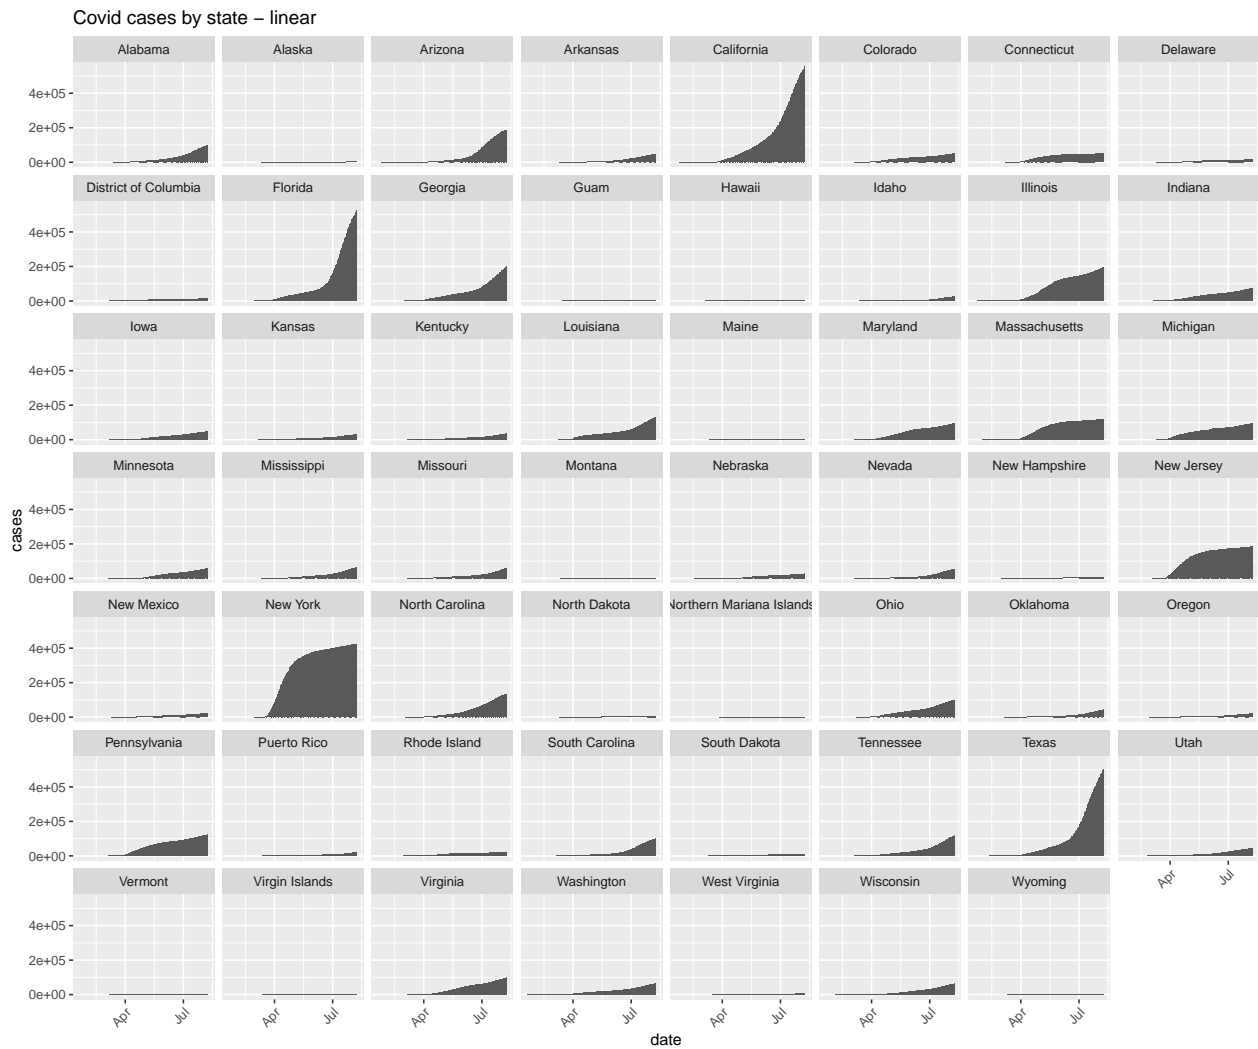 Covid cases by state – linear
Alabama Alaska Arizona Arkansas California Colorado Connecticut Delaware
4e+05
2e+05
0e+00
District of Columbia Florida Georgia Guam Hawaii Idaho Illinois Indiana
4e+05
2e+05
0e+00
Iowa Kansas Kentucky Louisiana Maine Maryland Massachusetts Michigan
4e+05
2e+05
0e+00
Minnesota Mississippi Missouri Montana Nebraska Nevada New Hampshire New Jersey
4e+05
2e+05
0e+00
cases
New Mexico New York North Carolina North Dakota Northern Mariana Islands Ohio Oklahoma Oregon
4e+05
2e+05
0e+00
Pennsylvania Puerto Rico Rhode Island South Carolina South Dakota Tennessee Texas Utah
4e+05
2e+05
0e+00
Apr Jul
Vermont Virgin Islands Virginia Washington West Virginia Wisconsin Wyoming
4e+05
2e+05
0e+00
Apr Jul Apr Jul Apr Jul Apr Jul Apr Jul Apr Jul Apr Jul
date